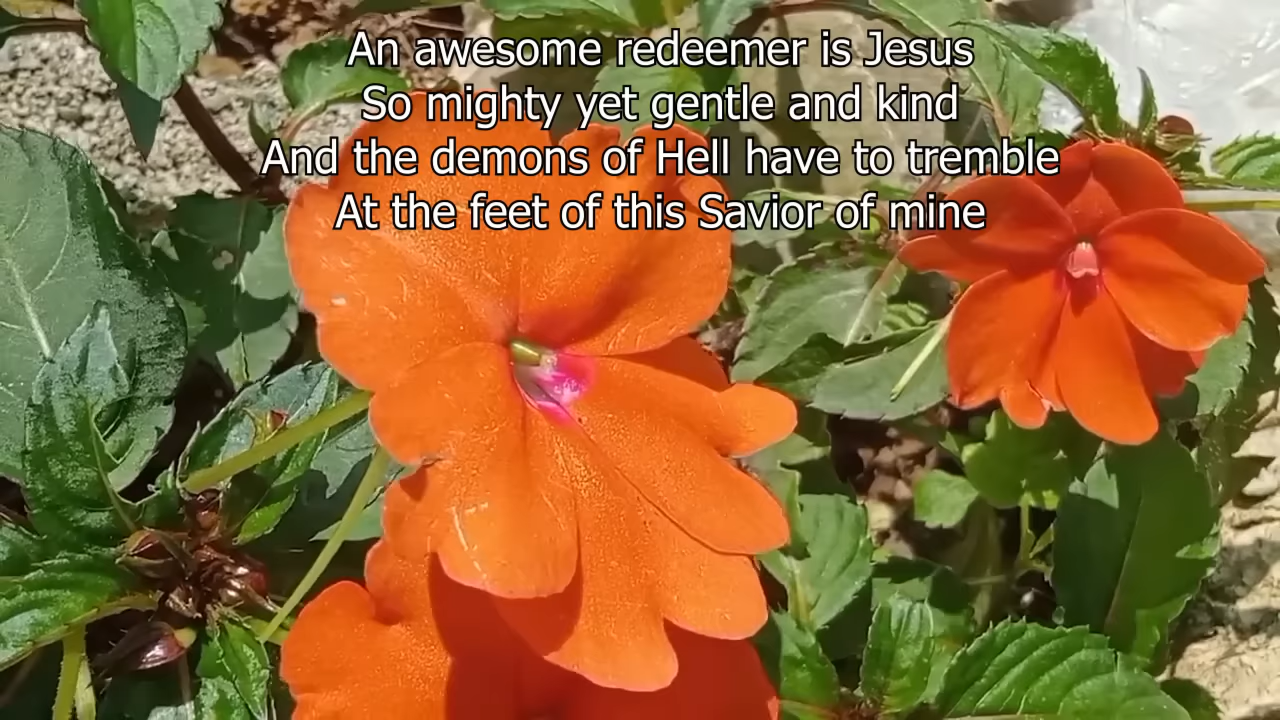 An awesome redeemer is Jesus
So mighty yet gentle and kind
And the demons of Hell have to tremble
At the feet of this Savior of mine